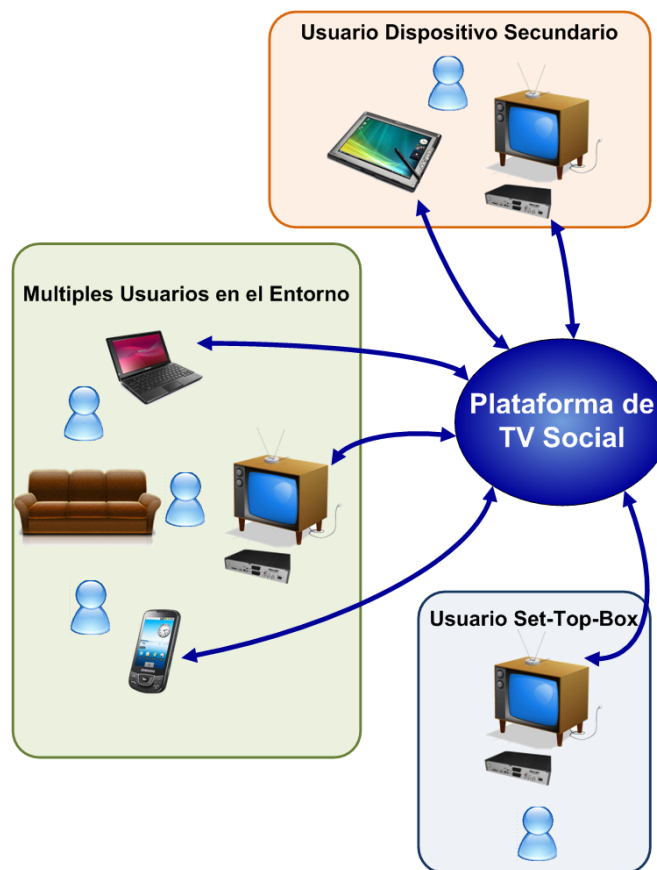 Usuario Dispositivo Secundario
Multiples Usuarios en el Entorno
Plataforma de
TV Social
Usuario Set-Top-Box